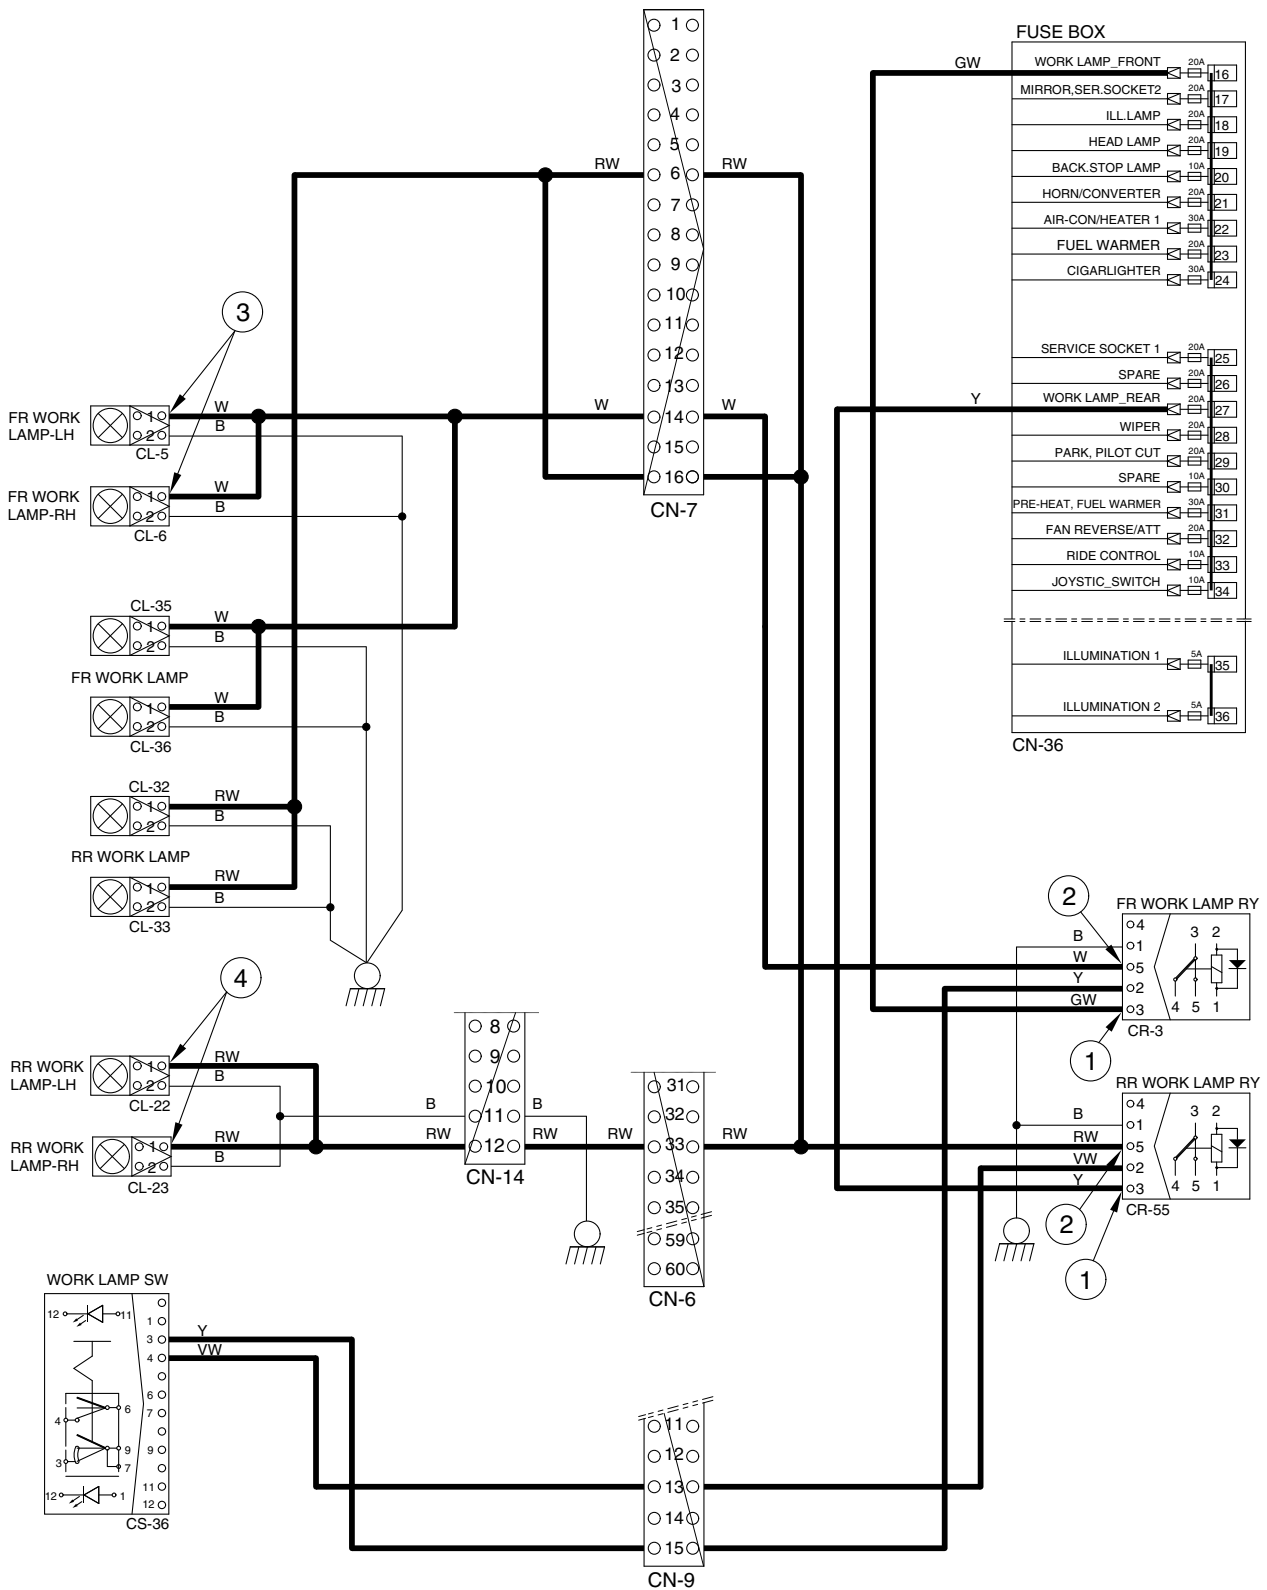 1
2
3
4
5
6
7
8
9
10
11
12
13
14
15
16
RW
RW
W
W
CN-7
FUSE BOX
GW
WORK LAMP_FRONT 20A 16
MIRROR,SER.SOCKET2 20A 17
ILL.LAMP 20A 18
HEAD LAMP 20A 19
BACK.STOP LAMP 10A 20
HORN/CONVERTER 20A 21
AIR-CON/HEATER 1 30A 22
FUEL WARMER 20A 23
CIGARLIGHTER 30A 24
SERVICE SOCKET 1 20A 25
SPARE 20A 26
Y
WORK LAMP_REAR 20A 27
WIPER 20A 28
PARK, PILOT CUT 20A 29
SPARE 10A 30
PRE-HEAT, FUEL WARMER 30A 31
FAN REVERSE/ATT 20A 32
RIDE CONTROL 10A 33
JOYSTIC_SWITCH 10A 34
ILLUMINATION 1 5A 35
ILLUMINATION 2 5A 36
CN-36
3
FR WORK
LAMP-LH
1 W
2 B
CL-5
FR WORK
LAMP-RH
1 W
2 B
CL-6
CL-35
1 W
2 B
FR WORK LAMP
1 W
2 B
CL-36
CL-32
1 RW
2 B
RR WORK LAMP
1 RW
2 B
CL-33
4
RR WORK
LAMP-LH
1 RW
2 B
CL-22
RR WORK
LAMP-RH
1 RW
2 B
CL-23
8
9
10
B 11 B
RW 12 RW
CN-14
31
32
RW 33 RW
34
35
59
60
CN-6
2
FR WORK LAMP RY
4
B 1
W 5
Y 2
GW 3
3 2
4 5 1
CR-3
1
RR WORK LAMP RY
4
B 1
RW 5
VW 2
Y 3
3 2
4 5 1
CR-55
2
1
WORK LAMP SW
12 11
1
3 Y
4 VW
6
7
9
11
12
4 6
9
3 7
12 1
CS-36
11
12
13
14
15
CN-9